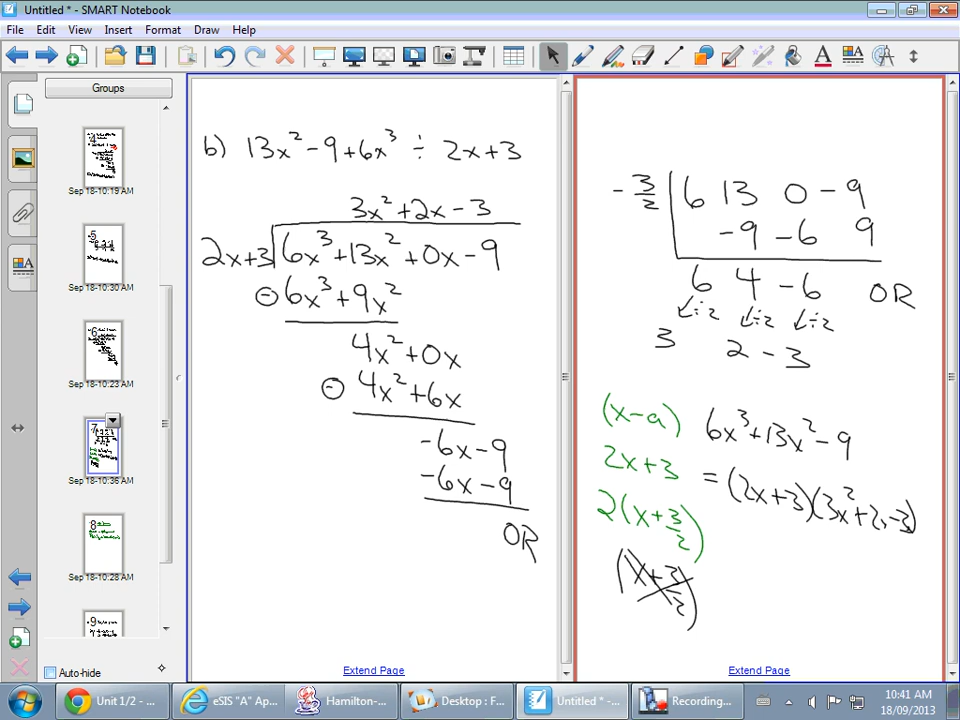 Untitled * - SMART Notebook
File Edit View Insert Format Draw Help
Groups
Sep 18-10:19 AM
Sep 18-10:30 AM
Sep 18-10:23 AM
Sep 18-10:36 AM
Sep 18-10:28 AM
Auto-hide
b) 13x² - 9 + 6x³ ÷ 2x+3
3x² + 2x - 3
2x+3 6x³ + 13x² + 0x - 9
⊖ 6x³ + 9x²
4x² + 0x
⊖ 4x² + 6x
-6x - 9
-6x - 9
0R
Extend Page
-3/2 6 13 0 -9
-9 -6 9
6 4 -6 0R
÷2 ÷2 ÷2
3 2 -3
(x-a)
2x+3
2(x+3/2)
(x+3/2)
6x³ + 13x² - 9
= (2x+3)(3x²+2x-3)
Extend Page
Unit 1/2 - ...
eSIS "A" Ap...
Hamilton-...
Desktop : F...
Untitled * -...
Recording...
10:41 AM
18/09/2013